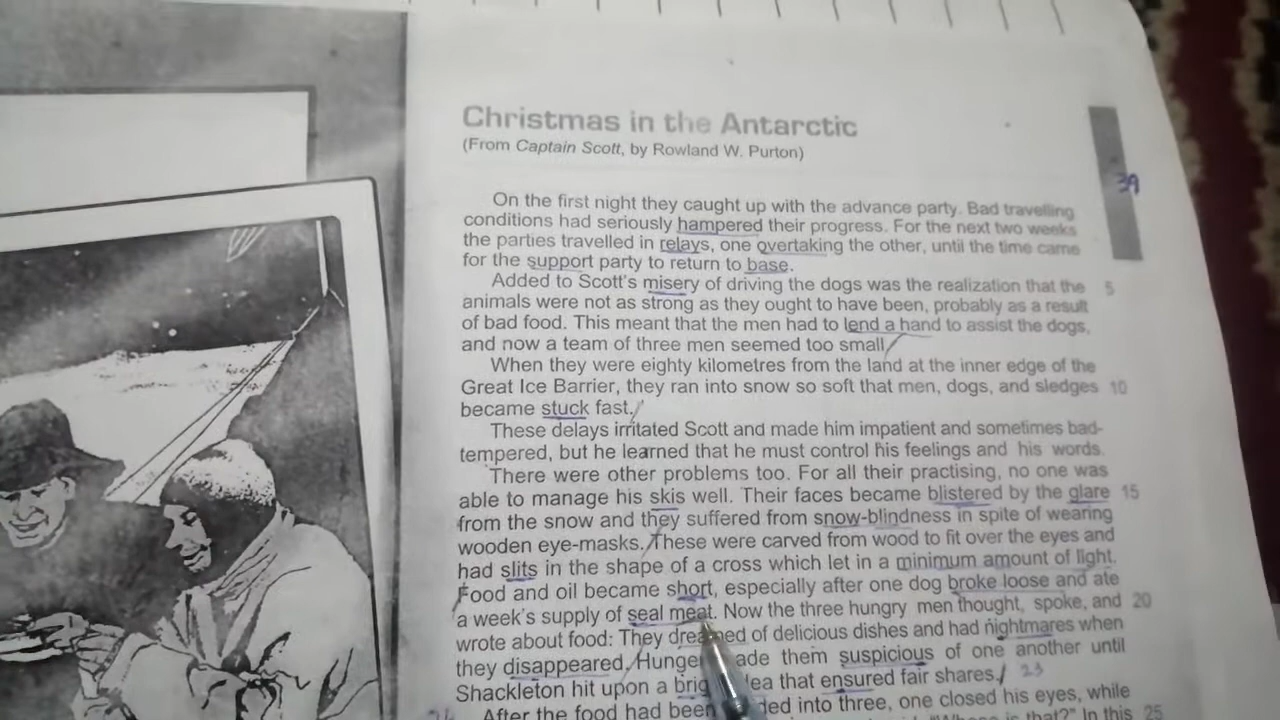 Christmas in the Antarctic
(From Captain Scott, by Rowland W. Purton)
39
On the first night they caught up with the advance party. Bad travelling
conditions had seriously hampered their progress. For the next two weeks
the parties travelled in relays, one overtaking the other, until the time came
for the support party to return to base.
Added to Scott's misery of driving the dogs was the realization that the 5
animals were not as strong as they ought to have been, probably as a result
of bad food. This meant that the men had to lend a hand to assist the dogs,
and now a team of three men seemed too small
When they were eighty kilometres from the land at the inner edge of the
Great Ice Barrier, they ran into snow so soft that men, dogs, and sledges 10
became stuck fast.
These delays irritated Scott and made him impatient and sometimes bad-
tempered, but he learned that he must control his feelings and his words.
There were other problems too. For all their practising, no one was
able to manage his skis well. Their faces became blistered by the glare 15
from the snow and they suffered from snow-blindness in spite of wearing
wooden eye-masks. These were carved from wood to fit over the eyes and
had slits in the shape of a cross which let in a minimum amount of light.
Food and oil became short, especially after one dog broke loose and ate
a week's supply of seal meat. Now the three hungry men thought, spoke, and 20
wrote about food: They of delicious dishes and had nightmares when
they disappeared. them suspicious of one another until
Shackleton hit upon a that ensured fair shares. 23
After the food had been into three, one closed his eyes, while
In this 25